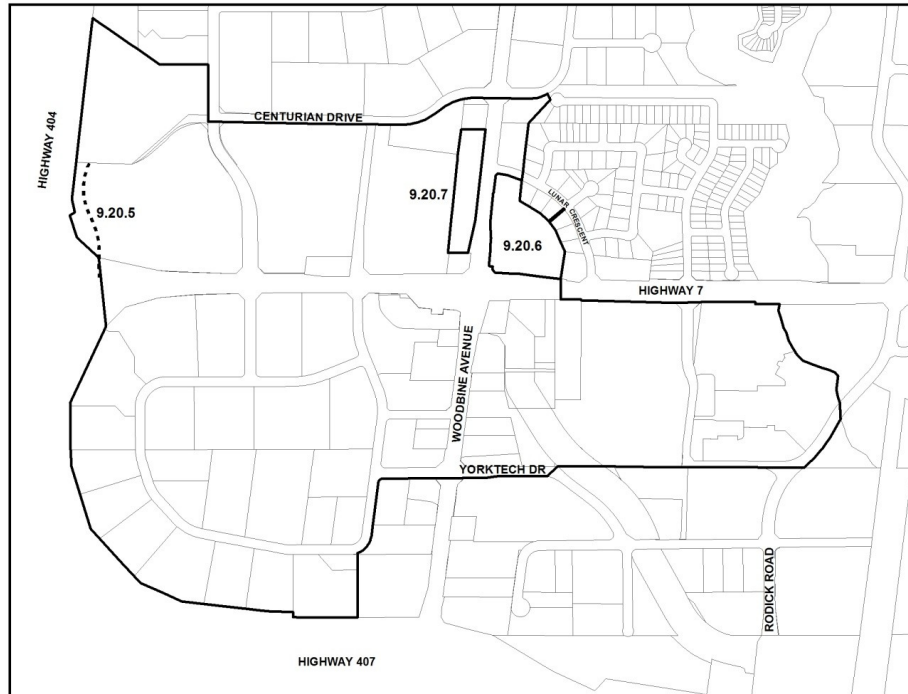 CENTURIAN DRIVE
HIGHWAY 404
9.20.7
LUNAR CRESCENT
9.20.5
9.20.6
HIGHWAY 7
WOODBINE AVENUE
YORKTECH DR
RODICK ROAD
HIGHWAY 407